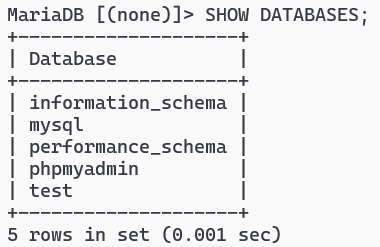 MariaDB [(none)]> SHOW DATABASES;
+--------------------+
| Database           |
+--------------------+
| information_schema |
| mysql              |
| performance_schema |
| phpmyadmin         |
| test               |
+--------------------+
5 rows in set (0.001 sec)